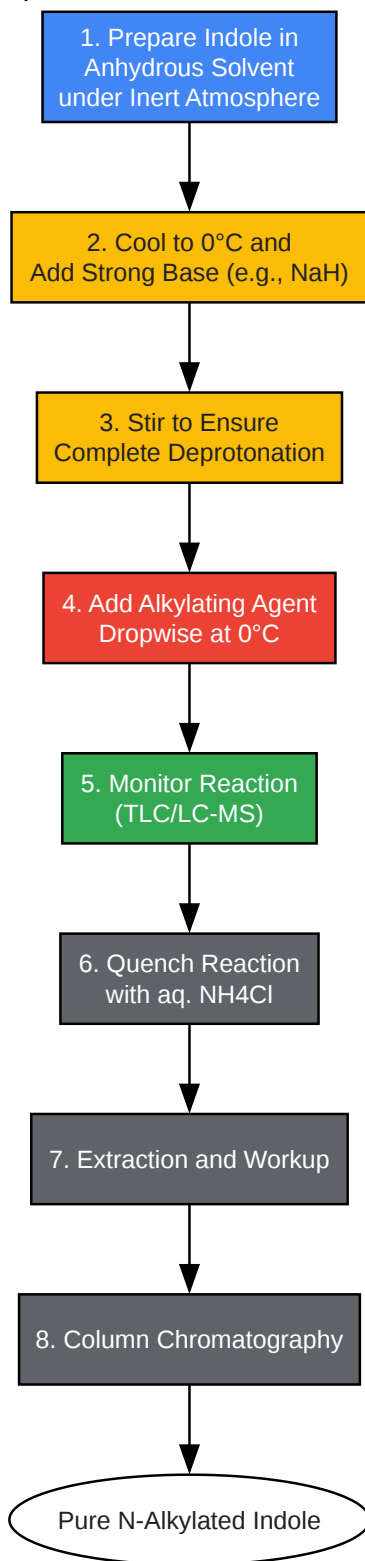 1. Prepare Indole in
Anhydrous Solvent
under Inert Atmosphere
2. Cool to 0°C and
Add Strong Base (e.g., NaH)
3. Stir to Ensure
Complete Deprotonation
4. Add Alkylating Agent
Dropwise at 0°C
5. Monitor Reaction
(TLC/LC-MS)
6. Quench Reaction
with aq. NH4Cl
7. Extraction and Workup
8. Column Chromatography
Pure N-Alkylated Indole